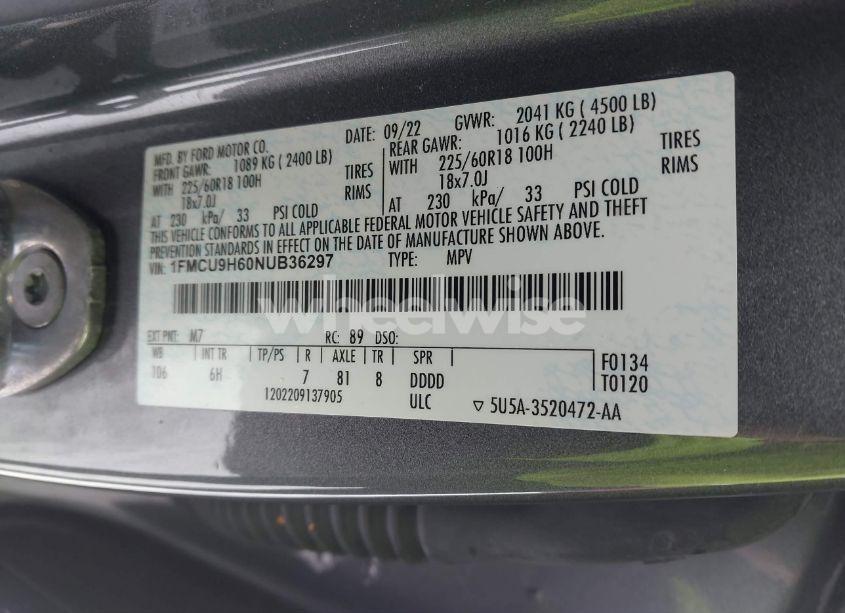 MFD. BY FORD MOTOR CO.
DATE: 09/22 GVWR: 2041 KG ( 4500 LB)
FRONT GAWR: 1089 KG ( 2400 LB)
REAR GAWR: 1016 KG ( 2240 LB)
WITH 225/60R18 100H TIRES
WITH 225/60R18 100H TIRES
18x7.0J RIMS
18x7.0J RIMS
AT 230 kPa/ 33 PSI COLD
AT 230 kPa/ 33 PSI COLD
THIS VEHICLE CONFORMS TO ALL APPLICABLE FEDERAL MOTOR VEHICLE SAFETY AND THEFT
PREVENTION STANDARDS IN EFFECT ON THE DATE OF MANUFACTURE SHOWN ABOVE.
VIN: 1FMCU9H60NUB36297 TYPE: MPV
wheelwise
EXT PNT: M7 RC: 89 DSO:
WB INT TR TP/PS R AXLE TR SPR
106 6H 7 81 8 DDDD
F0134
T0120
1202209137905 ULC ▽ 5U5A-3520472-AA